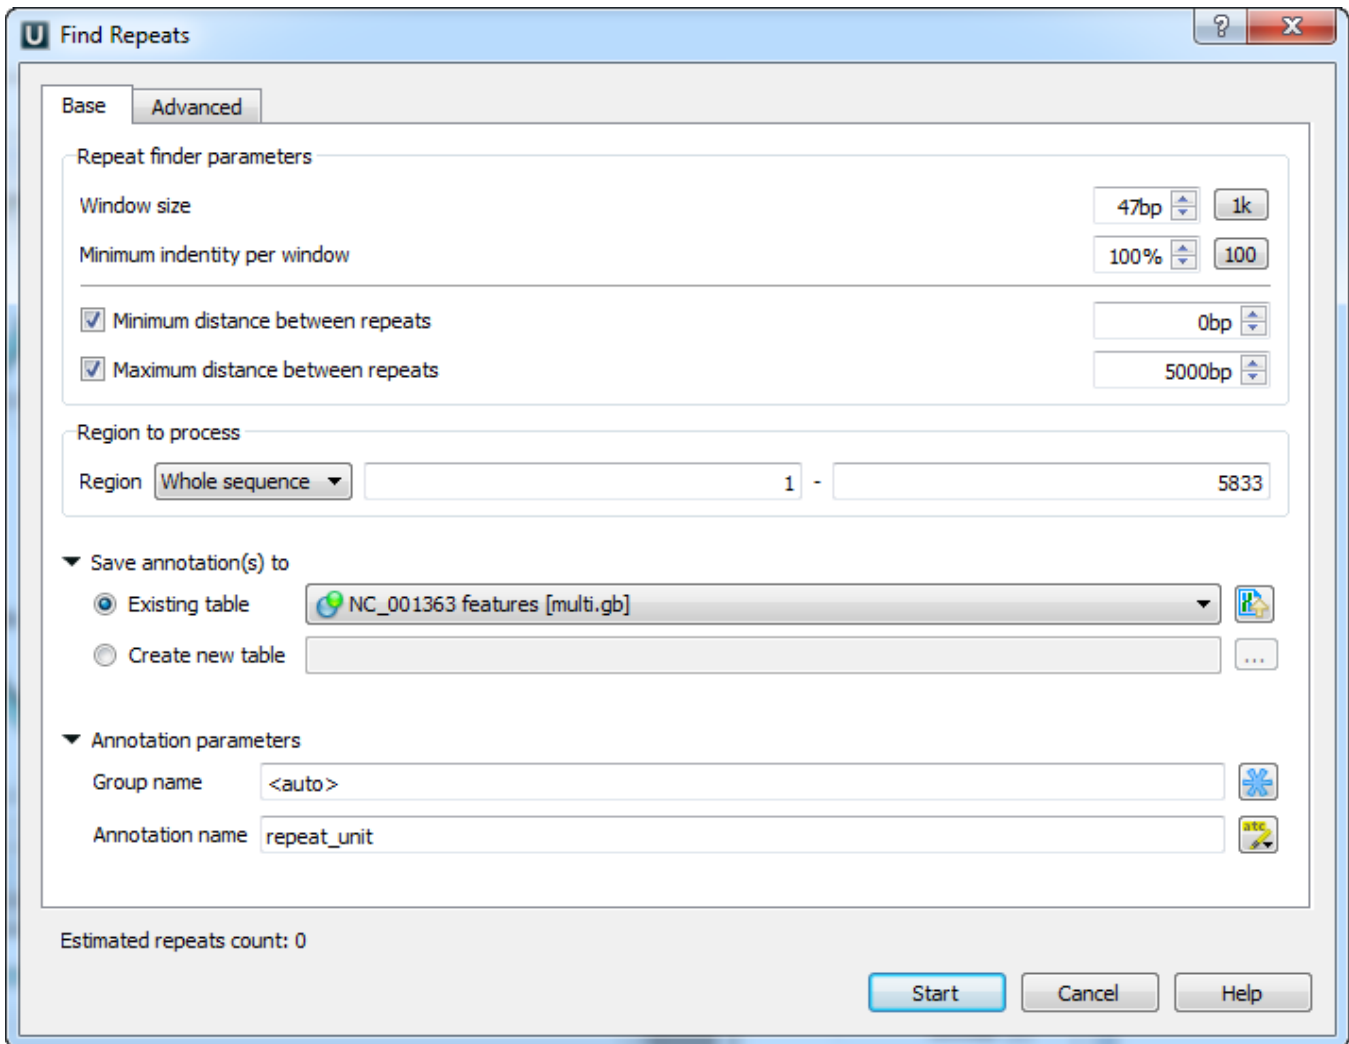 U Find Repeats
Base Advanced
Repeat finder parameters
Window size 47bp 1k
Minimum indentity per window 100% 100
Minimum distance between repeats 0bp
Maximum distance between repeats 5000bp
Region to process
Region Whole sequence 1 - 5833
Save annotation(s) to
Existing table NC_001363 features [multi.gb]
Create new table ...
Annotation parameters
Group name <auto>
Annotation name repeat_unit atc
Estimated repeats count: 0
Start Cancel Help